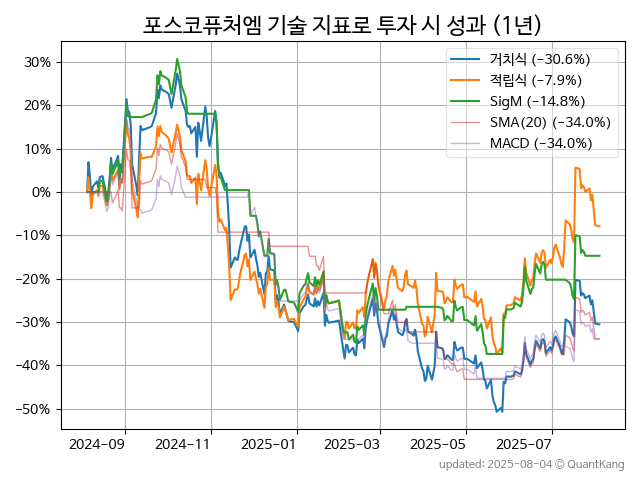 포스코퓨처엠 기술 지표로 투자 시 성과 (1년)
거치식 (−30.6%)
적립식 (−7.9%)
SigM (−14.8%)
SMA(20) (−34.0%)
MACD (−34.0%)
30%
20%
10%
0%
−10%
−20%
−30%
−40%
−50%
2024-09 2024-11 2025-01 2025-03 2025-05 2025-07
updated: 2025-08-04 © QuantKang